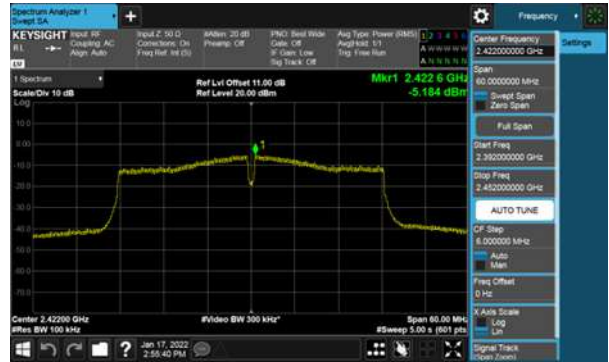 Spectrum Analyzer 1
Swept SA
Frequency
KEYSIGHT
Input: RF
Input Z: 50 Ω
#Atten: 20 dB
PNO: Best Wide
Avg Type: Power (RMS)
1 2 3 4 5 6
RL
Coupling: AC
Corrections: On
Preamp: Off
Gate: Off
Avg|Hold: 1/1
Align: Auto
Freq Ref: Int (S)
IF Gain: Low
Trig: Free Run
A W W W W W
Sig Track: Off
A N N N N N
1 Spectrum
Ref Lvl Offset 11.00 dB
Mkr1 2.422 6 GHz
Scale/Div 10 dB
Ref Level 20.00 dBm
-5.184 dBm
Log
10.0
0.00
-10.0
-20.0
-30.0
-40.0
-50.0
-60.0
-70.0
1
Center 2.42200 GHz
#Video BW 300 kHz*
Span 60.00 MHz
#Res BW 100 kHz
#Sweep 5.00 s (601 pts)
Jan 17, 2022
2:55:40 PM
Center Frequency
2.422000000 GHz
Settings
Span
60.0000000 MHz
Swept Span
Zero Span
Full Span
Start Freq
2.392000000 GHz
Stop Freq
2.452000000 GHz
AUTO TUNE
CF Step
6.000000 MHz
Auto
Man
Freq Offset
0 Hz
X Axis Scale
Log
Lin
Signal Track
(Span Zoom)